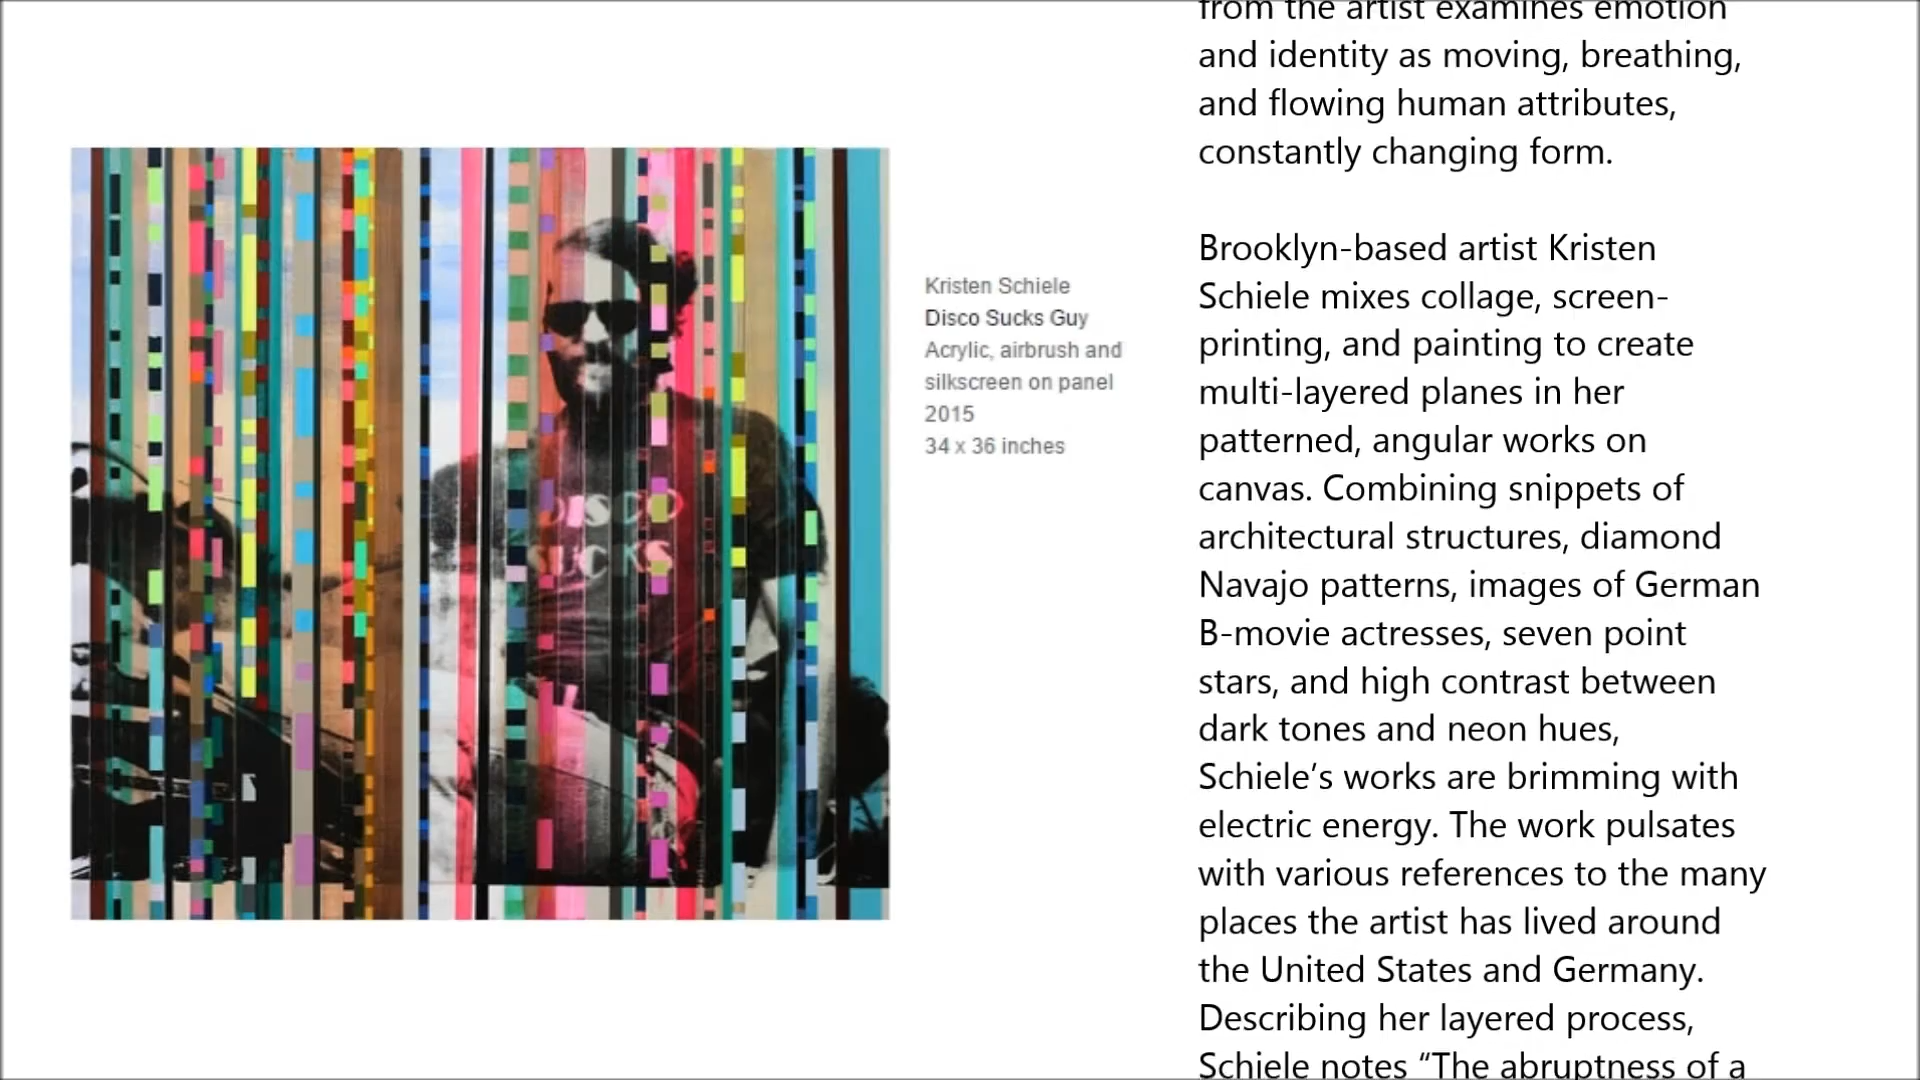 DISCO
SUCKS
Kristen Schiele
Disco Sucks Guy
Acrylic, airbrush and
silkscreen on panel
2015
34 x 36 inches
from the artist examines emotion
and identity as moving, breathing,
and flowing human attributes,
constantly changing form.
Brooklyn-based artist Kristen
Schiele mixes collage, screen-
printing, and painting to create
multi-layered planes in her
patterned, angular works on
canvas. Combining snippets of
architectural structures, diamond
Navajo patterns, images of German
B-movie actresses, seven point
stars, and high contrast between
dark tones and neon hues,
Schiele’s works are brimming with
electric energy. The work pulsates
with various references to the many
places the artist has lived around
the United States and Germany.
Describing her layered process,
Schiele notes “The abruptness of a